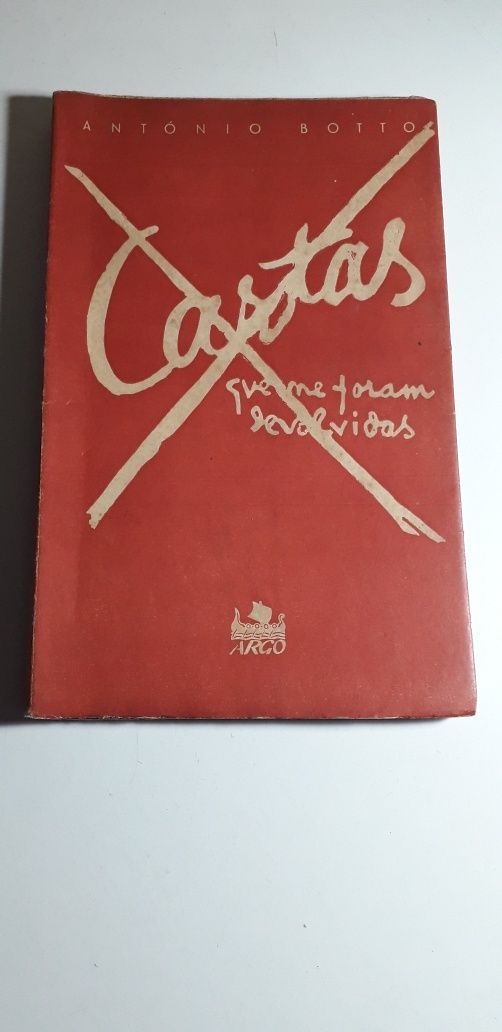 ANTÓNIO BOTTO
Cartas
que me foram
devolvidas
ARGO